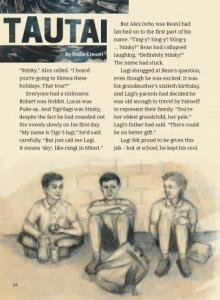 TAUTAI
by Steph Matuku
"Stinky," Alex called. "I heard
you're going to Sāmoa these
holidays. That true?"
Everyone had a nickname.
Robert was Hobbit. Lucas was
Puke-us. And Tigi'ilagi was Stinky,
despite the fact he had rounded out
the vowels slowly on his first day.
"My name is Tigi-'i-lagi," he'd said
carefully. "But just call me Lagi.
It means 'sky', like rangi in Māori."
But Alex (who was Bean) had
latched on to the first part of his
name. "Ting-y? Sting-y? Sting-y
… Stinky!" Bean had collapsed
laughing. "Definitely Stinky!"
The name had stuck.
Lagi shrugged at Bean's question,
even though he was excited. It was
his grandmother's sixtieth birthday,
and Lagi's parents had decided he
was old enough to travel by himself
to represent their family. "You're
her oldest grandchild, her pele,"
Lagi's father had said. "There could
be no better gift."
Lagi felt proud to be given this
job – but at school, he kept his cool.
44